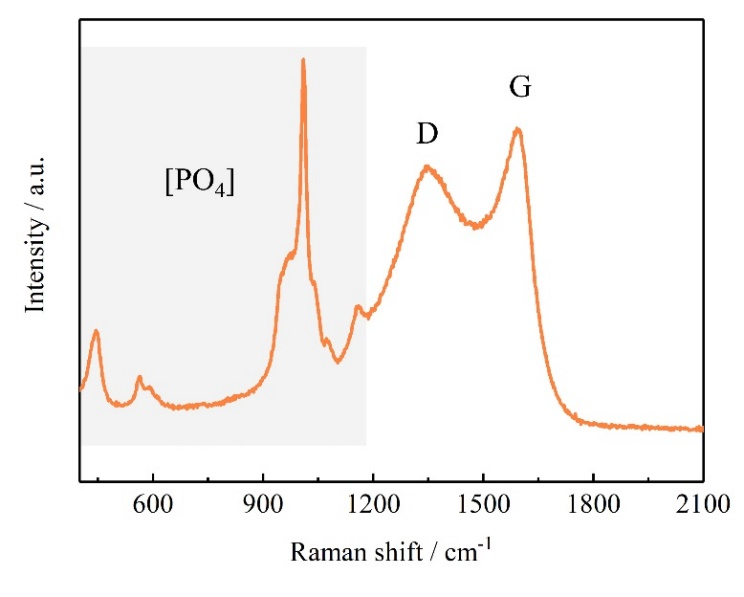 G
D
[PO₄]
Intensity / a.u.
600 900 1200 1500 1800 2100
Raman shift / cm⁻¹